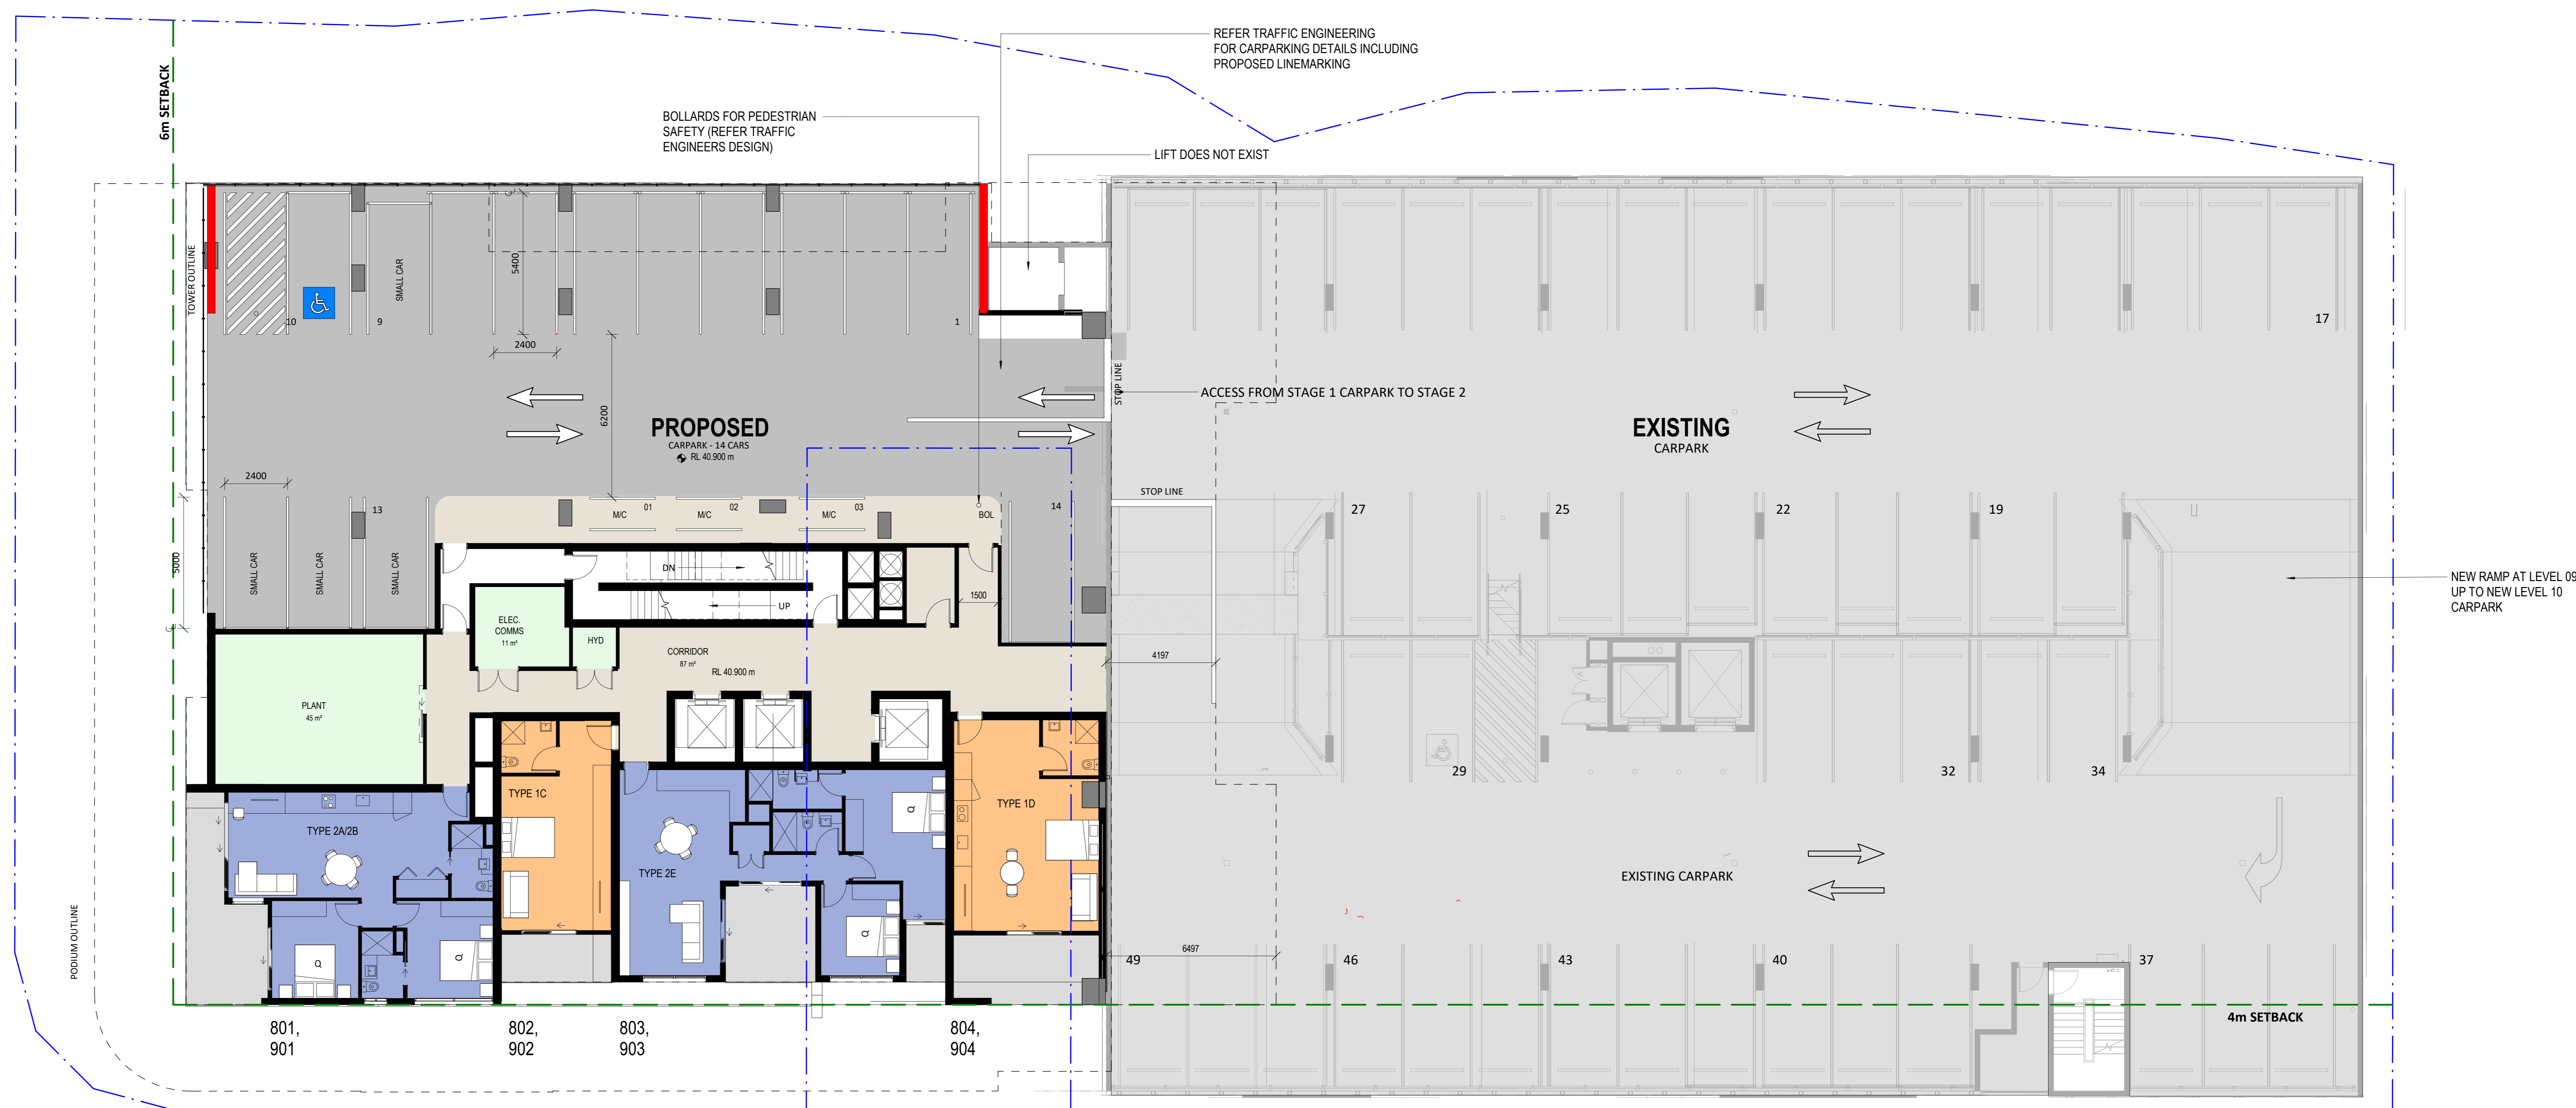 REFER TRAFFIC ENGINEERING
FOR CARPARKING DETAILS INCLUDING
PROPOSED LINEMARKING
6m SETBACK
BOLLARDS FOR PEDESTRIAN
SAFETY (REFER TRAFFIC
ENGINEERS DESIGN)
LIFT DOES NOT EXIST
TOWER OUTLINE
SMALL CAR
5400
10
9
1
17
2400
STOP LINE
ACCESS FROM STAGE 1 CARPARK TO STAGE 2
6200
PROPOSED
CARPARK - 14 CARS
RL 40.900 m
EXISTING
CARPARK
2400
STOP LINE
13
01
02
03
M/C
M/C
M/C
BOL
14
27
25
22
19
5000
SMALL CAR
SMALL CAR
SMALL CAR
DN
UP
1500
NEW RAMP AT LEVEL 09
UP TO NEW LEVEL 10
CARPARK
ELEC.
COMMS
11 m²
HYD
CORRIDOR
87 m²
RL 40.900 m
4197
PLANT
45 m²
29
32
34
TYPE 1C
TYPE 1D
TYPE 2A/2B
TYPE 2E
Q
Q
Q
Q
EXISTING CARPARK
PODIUM OUTLINE
6497
49
46
43
40
37
4m SETBACK
801,
901
802,
902
803,
903
804,
904